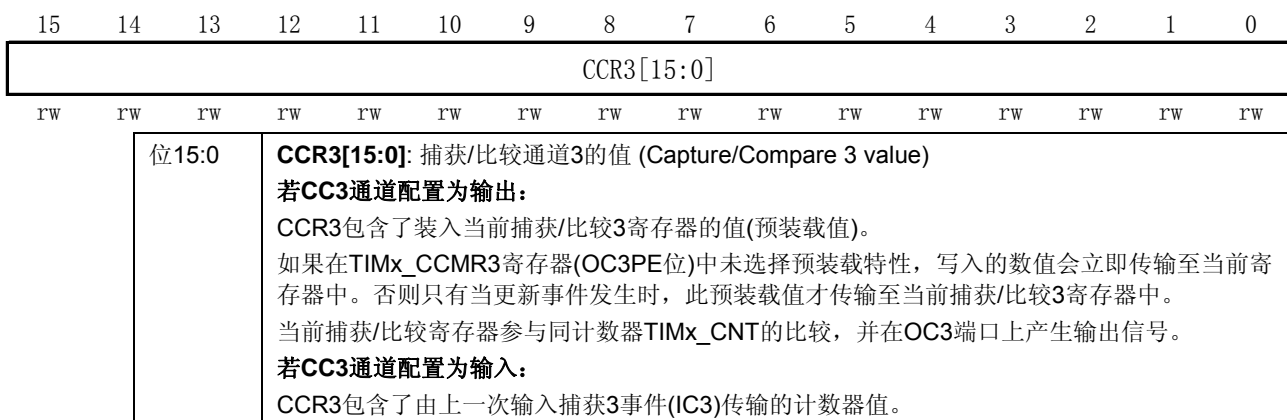 15 14 13 12 11 10 9 8 7 6 5 4 3 2 1 0
CCR3[15:0]
rw rw rw rw rw rw rw rw rw rw rw rw rw rw rw rw
位15:0 CCR3[15:0]: 捕获/比较通道3的值 (Capture/Compare 3 value)
若CC3通道配置为输出：
CCR3包含了装入当前捕获/比较3寄存器的值(预装载值)。
如果在TIMx_CCMR3寄存器(OC3PE位)中未选择预装载特性，写入的数值会立即传输至当前寄
存器中。否则只有当更新事件发生时，此预装载值才传输至当前捕获/比较3寄存器中。
当前捕获/比较寄存器参与同计数器TIMx_CNT的比较，并在OC3端口上产生输出信号。
若CC3通道配置为输入：
CCR3包含了由上一次输入捕获3事件(IC3)传输的计数器值。